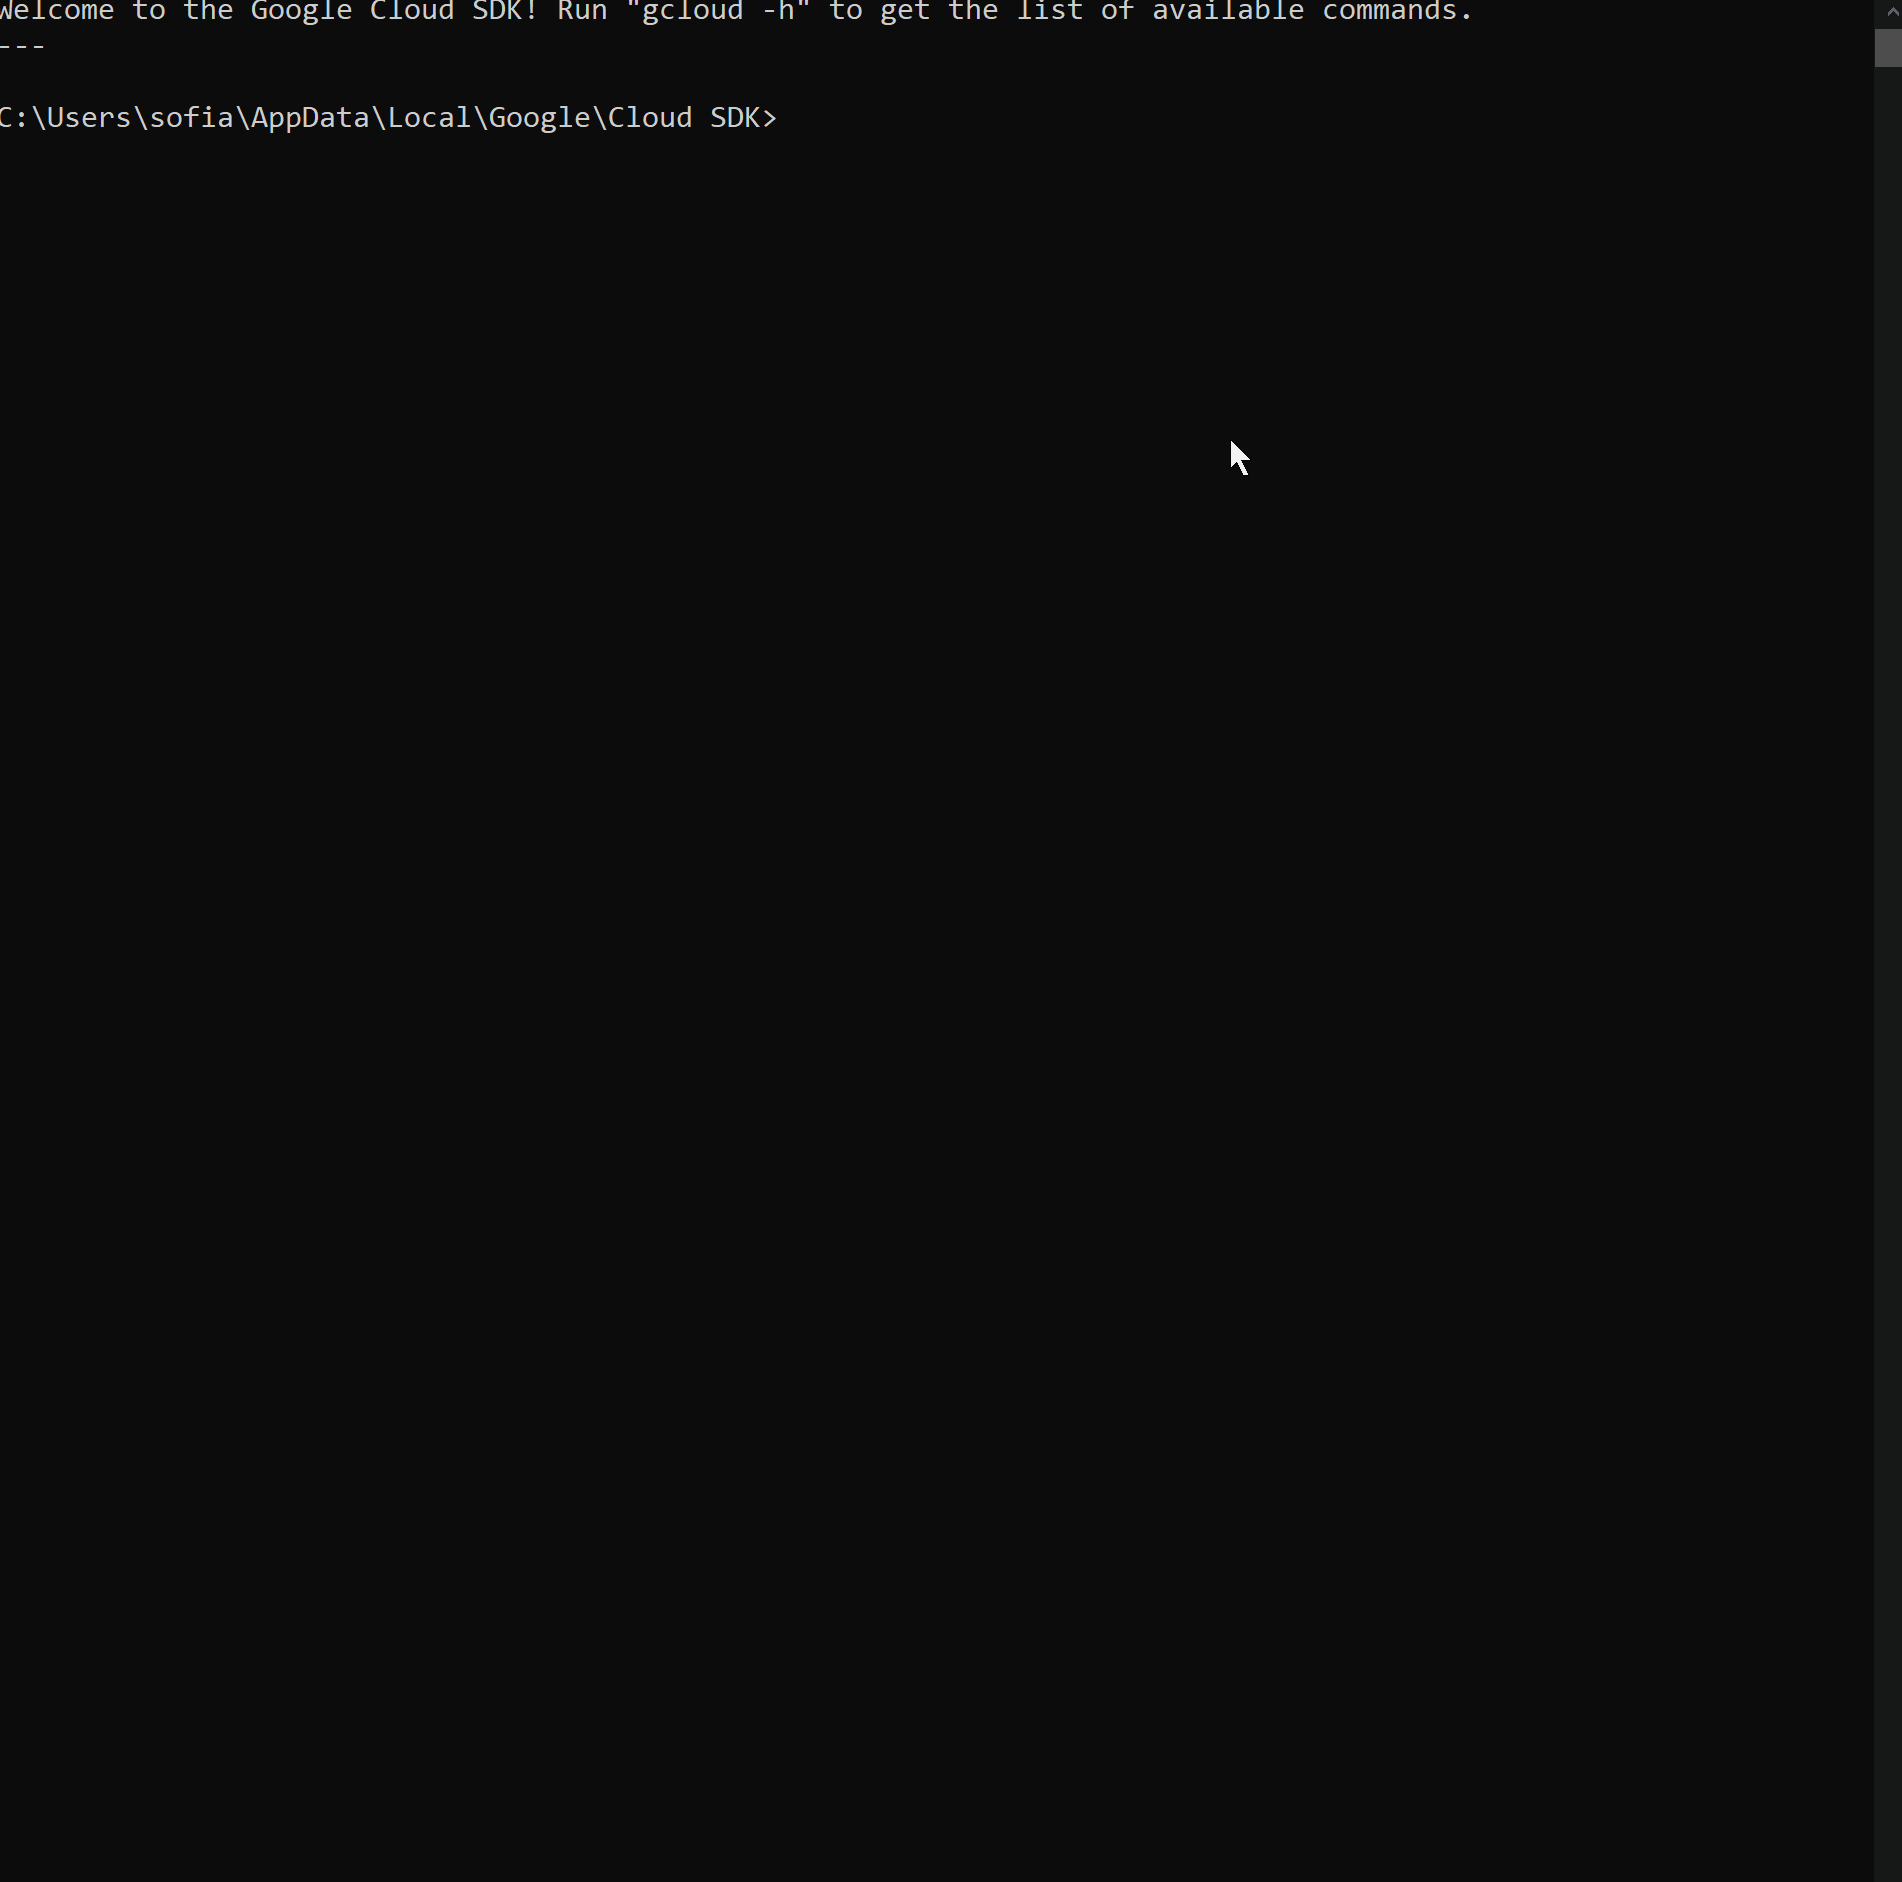 Welcome to the Google Cloud SDK! Run "gcloud -h" to get the list of available commands.
---
C:\Users\sofia\AppData\Local\Google\Cloud SDK>